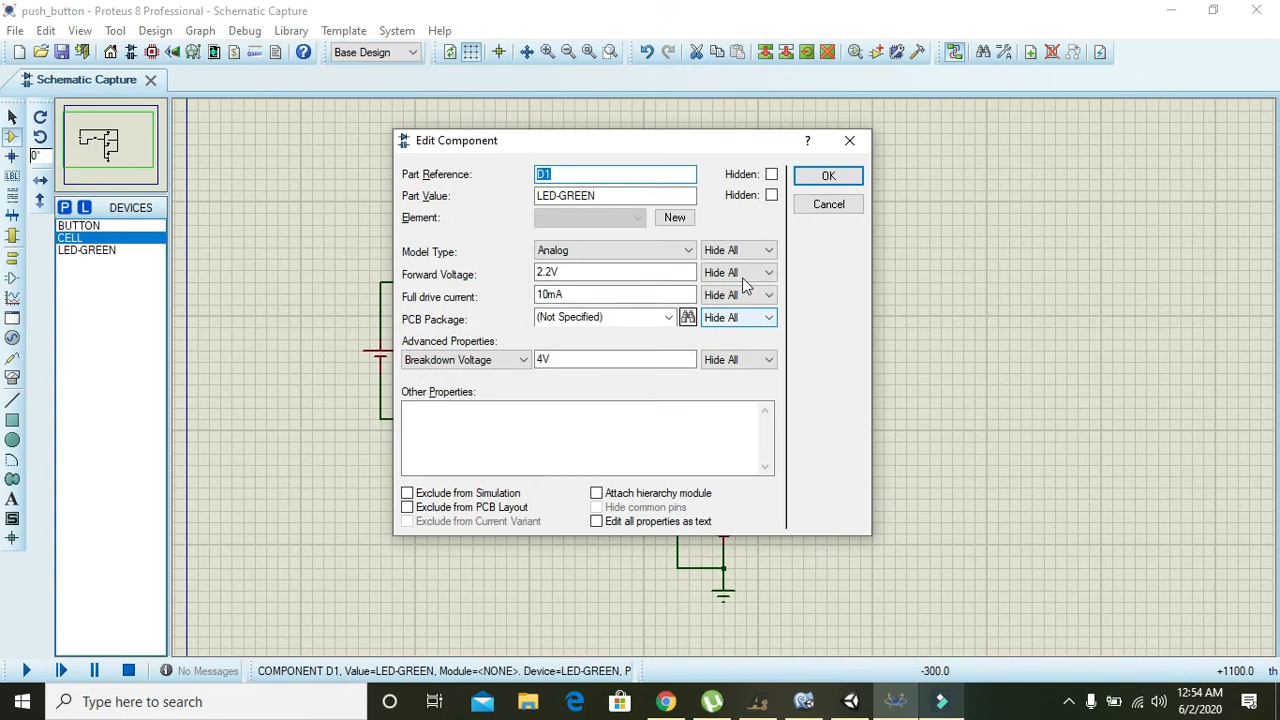 push_button - Proteus 8 Professional - Schematic Capture
File Edit View Tool Design Graph Debug Library Template System Help
Base Design
Schematic Capture
0°
P L DEVICES
BUTTON
CELL
LED-GREEN
LBL
Edit Component
?
Part Reference: D1 Hidden:
Part Value: LED-GREEN Hidden:
Element: New
Model Type: Analog Hide All
Forward Voltage: 2.2V Hide All
Full drive current: 10mA Hide All
PCB Package: (Not Specified) Hide All
Advanced Properties:
Breakdown Voltage 4V Hide All
Other Properties:
Exclude from Simulation Attach hierarchy module
Exclude from PCB Layout Hide common pins
Exclude from Current Variant Edit all properties as text
OK
Cancel
A
S
No Messages COMPONENT D1, Value=LED-GREEN, Module=<NONE>. Device=LED-GREEN, P -300.0 +1100.0 th
Type here to search
12:54 AM
6/2/2020